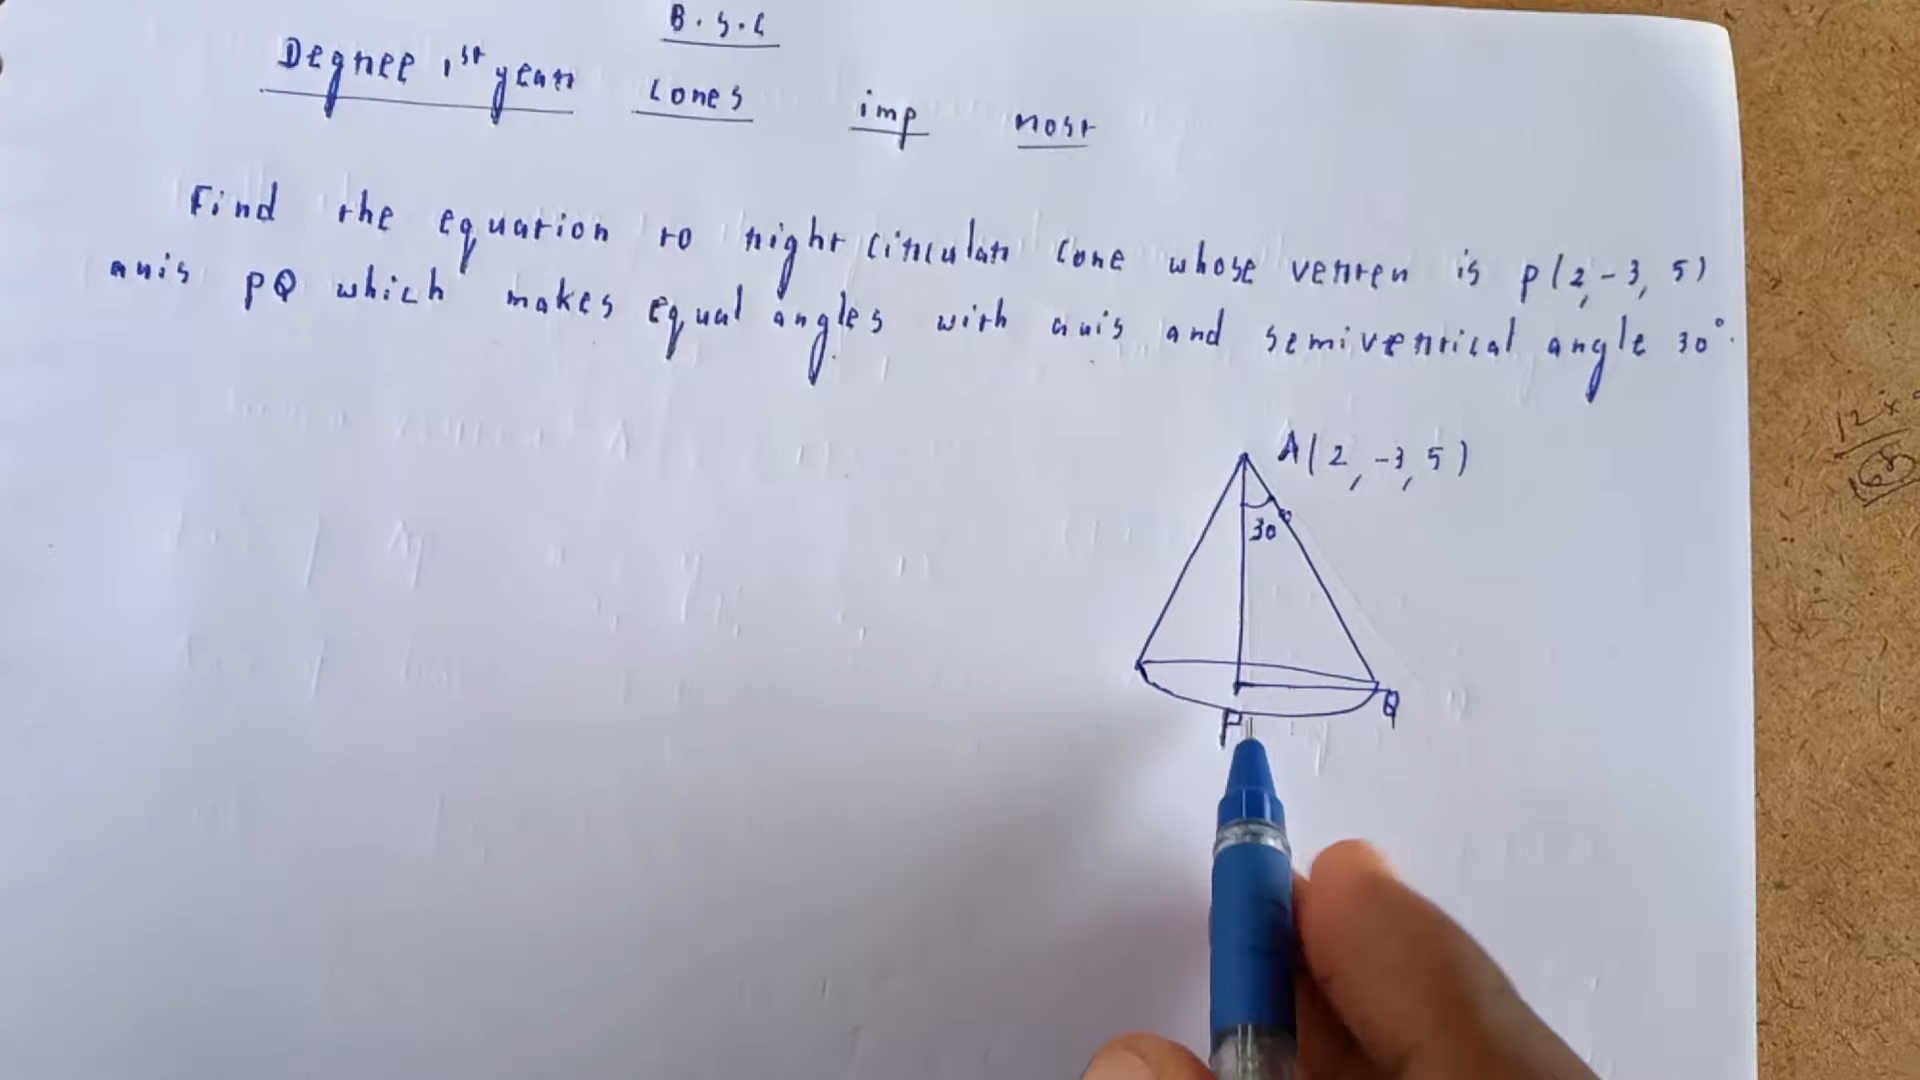 B.S.C
Degree 1st year Cones imp most
Find the equation to right circular cone whose vertex is P(2,-3, 5)
axis PQ which makes equal angles with axis and semivertical angle 30°.
A(2,-3,5)
30
P
Q
12x